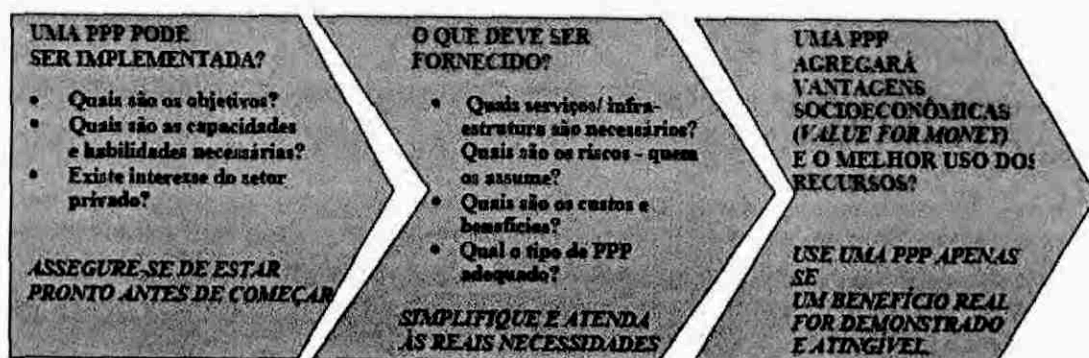 UMA PPP PODE
SER IMPLEMENTADA?
• Quais são os objetivos?
• Quais são as capacidades
e habilidades necessárias?
• Existe interesse do setor
privado?
ASSEGURE-SE DE ESTAR
PRONTO ANTES DE COMEÇAR
O QUE DEVE SER
FORNECIDO?
• Quais serviços/ infra-
estrutura são necessários?
Quais são os riscos - quem
os assume?
• Quais são os custos e
benefícios?
• Qual o tipo de PPP
adequado?
SIMPLIFIQUE E ATENDA
ÀS REAIS NECESSIDADES
UMA PPP
AGREGARÁ
VANTAGENS
SOCIOECONÔMICAS
(VALUE FOR MONEY)
E O MELHOR USO DOS
RECURSOS?
USE UMA PPP APENAS
SE
UM BENEFÍCIO REAL
FOR DEMONSTRADO
E ATINGÍVEL.